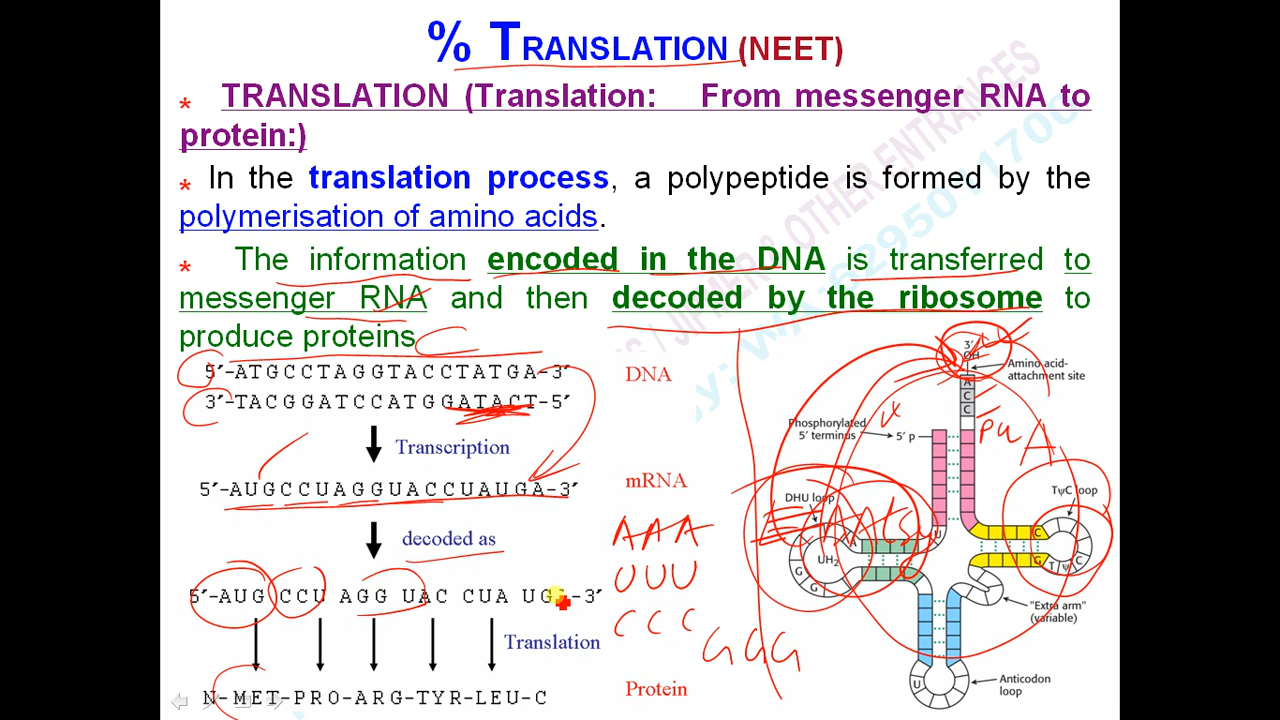 % TRANSLATION (NEET)
* TRANSLATION (Translation: From messenger RNA to
protein:)
* In the translation process, a polypeptide is formed by the
polymerisation of amino acids.
* The information encoded in the DNA is transferred to
messenger RNA and then decoded by the ribosome to
produce proteins
5′-ATGCCTAGGTACCTATGA-3′ DNA
3′-TACGGATCCATGGATACT-5′
Transcription
5′-AUGCCUAGGUACCUAUGA-3′ mRNA
decoded as
5′-AUG CCU AGG UAC CUA UGA-3′
Translation
N-MET-PRO-ARG-TYR-LEU-C Protein
AAA
UUU
CCC
GGG
3′
OH
Amino acid-
attachment site
A
C
C
Phosphorylated
5′ terminus
5′ p
Pu A
DHU loop
UH2
G
G
A
U
TψC loop
C
G T ψ C
"Extra arm"
(variable)
U
Anticodon
loop